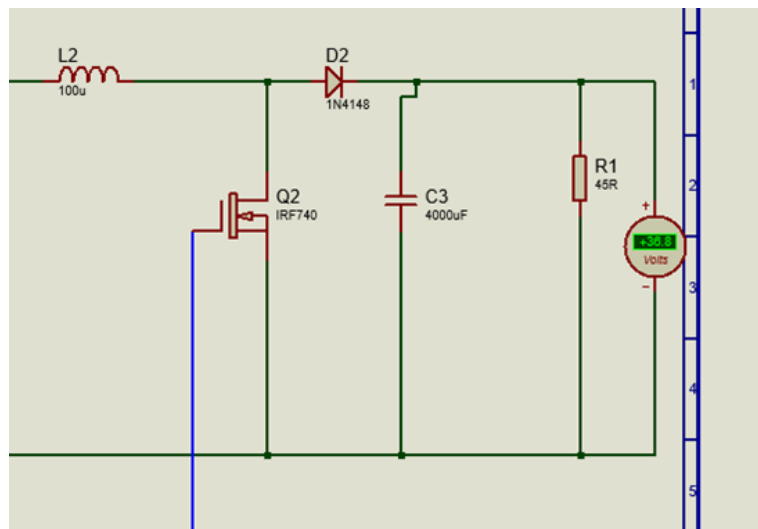 L2
100u
D2
1N4148
Q2
IRF740
C3
4000uF
R1
45R
+
+36.8
Volts
−
1
2
3
4
5